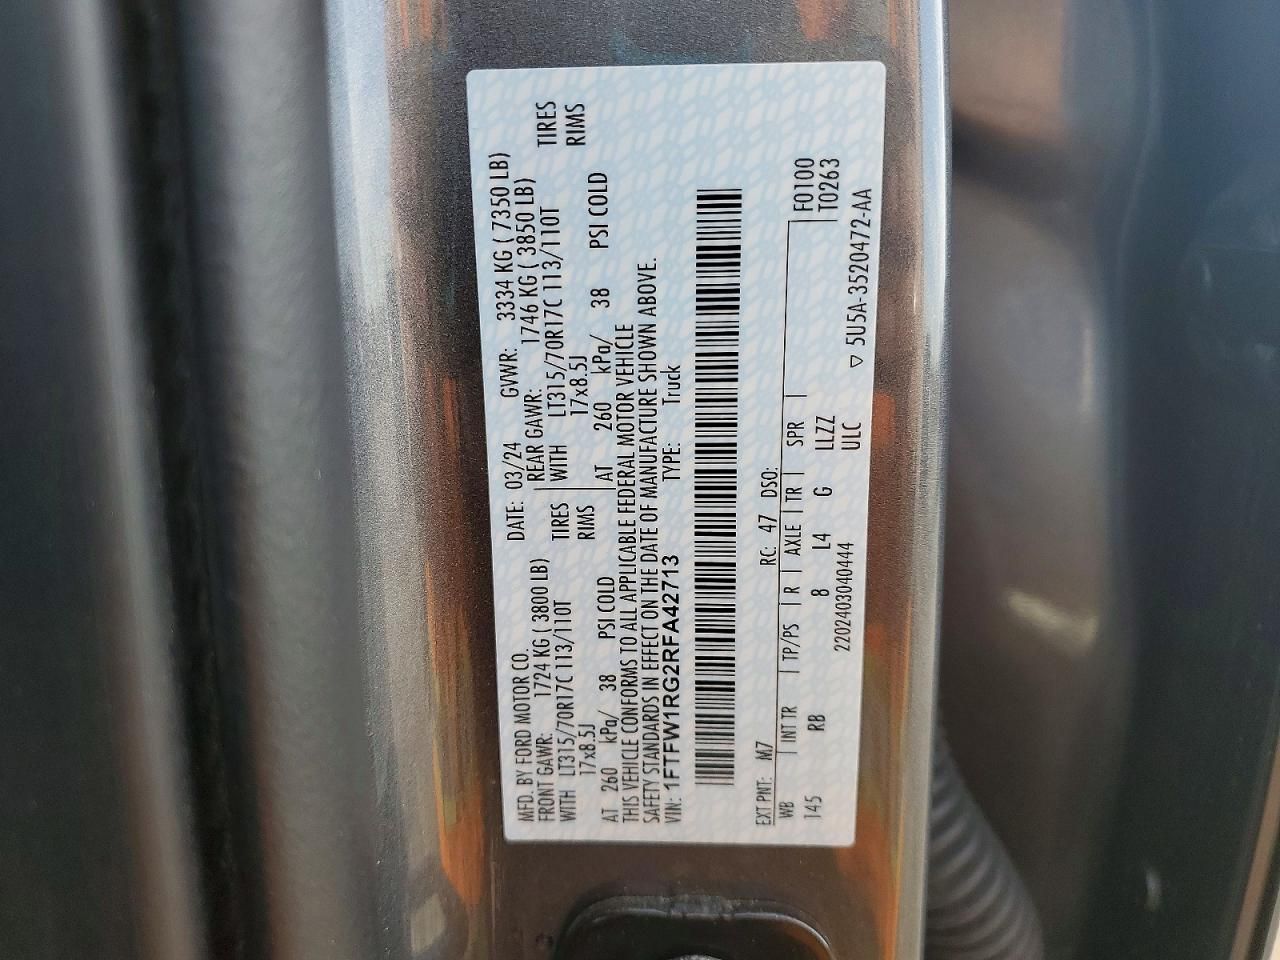 MFD. BY FORD MOTOR CO.
DATE: 03/24 GVWR: 3334 KG ( 7350 LB)
FRONT GAWR: 1724 KG ( 3800 LB)
REAR GAWR: 1746 KG ( 3850 LB)
WITH LT315/70R17C 113/110T TIRES
WITH LT315/70R17C 113/110T TIRES
17x8.5J RIMS
17x8.5J RIMS
AT 260 kPa/ 38 PSI COLD
AT 260 kPa/ 38 PSI COLD
THIS VEHICLE CONFORMS TO ALL APPLICABLE FEDERAL MOTOR VEHICLE
SAFETY STANDARDS IN EFFECT ON THE DATE OF MANUFACTURE SHOWN ABOVE.
VIN: 1FTFW1RG2RFA42713 TYPE: Truck
EXT PNT: M7 RC: 47 DSO:
F0100
WB INT TR TP/PS R AXLE TR SPR
T0263
145 RB 8 L4 G LLZZ
2202403040444 ULC
▽ 5U5A-3520472-AA